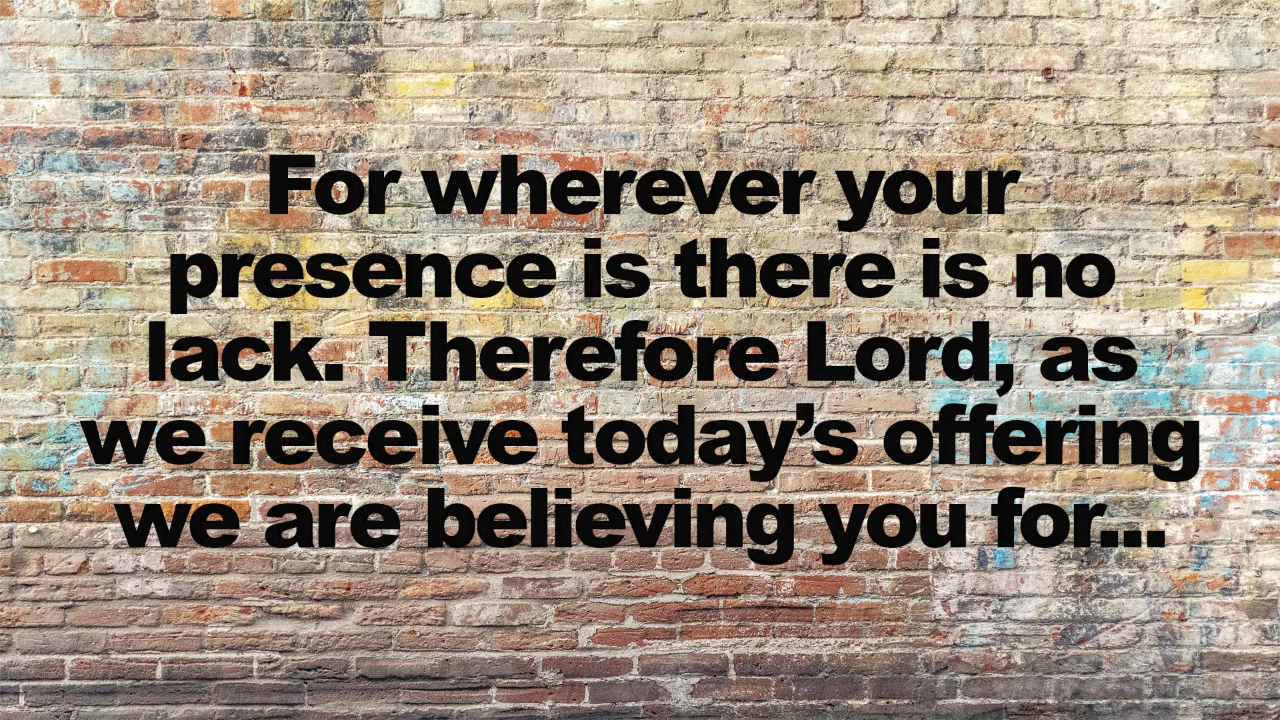 For wherever your
presence is there is no
lack. Therefore Lord, as
we receive today’s offering
we are believing you for...